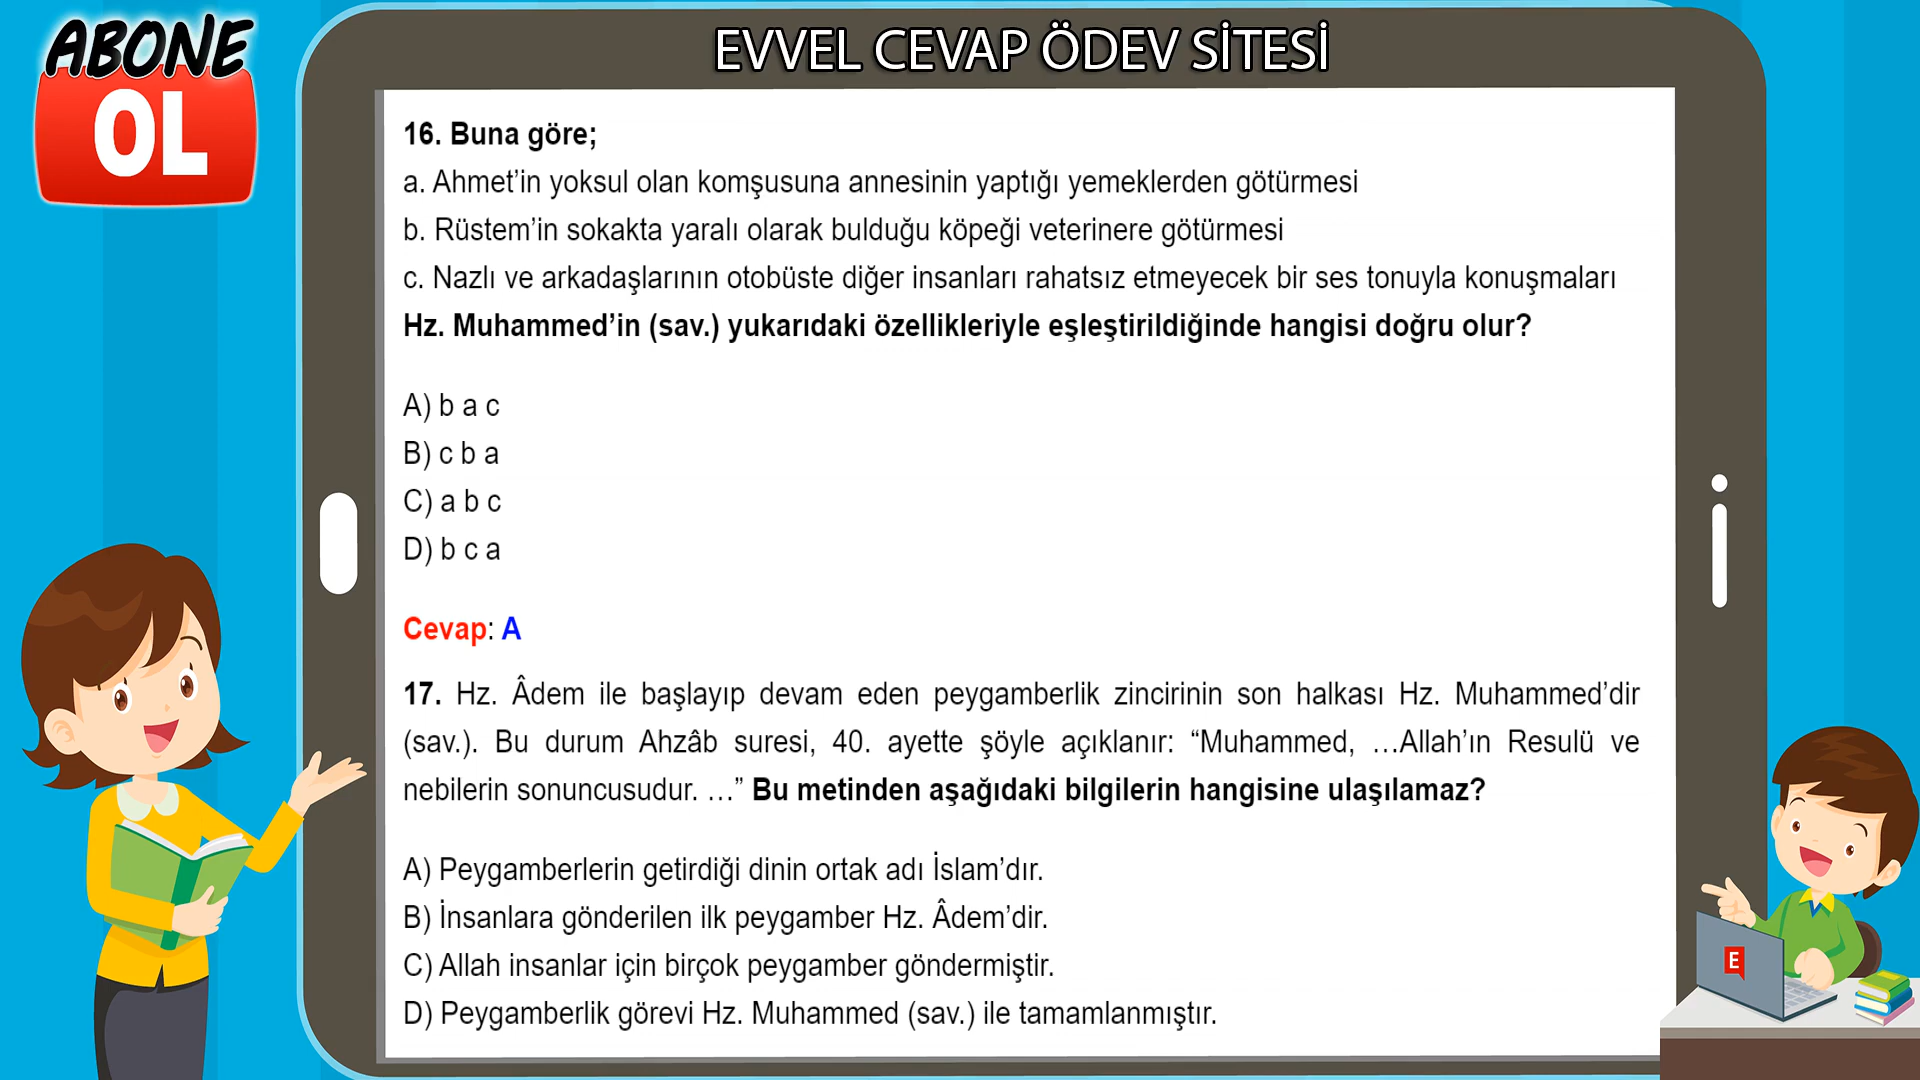 ABONE
OL
EVVEL CEVAP ÖDEV SİTESİ
16. Buna göre;
a. Ahmet’in yoksul olan komşusuna annesinin yaptığı yemeklerden götürmesi
b. Rüstem’in sokakta yaralı olarak bulduğu köpeği veterinere götürmesi
c. Nazlı ve arkadaşlarının otobüste diğer insanları rahatsız etmeyecek bir ses tonuyla konuşmaları
Hz. Muhammed’in (sav.) yukarıdaki özellikleriyle eşleştirildiğinde hangisi doğru olur?
A) b a c
B) c b a
C) a b c
D) b c a
Cevap: A
17. Hz. Âdem ile başlayıp devam eden peygamberlik zincirinin son halkası Hz. Muhammed’dir
(sav.). Bu durum Ahzâb suresi, 40. ayette şöyle açıklanır: “Muhammed, …Allah’ın Resulü ve
nebilerin sonuncusudur. …” Bu metinden aşağıdaki bilgilerin hangisine ulaşılamaz?
A) Peygamberlerin getirdiği dinin ortak adı İslam’dır.
B) İnsanlara gönderilen ilk peygamber Hz. Âdem’dir.
C) Allah insanlar için birçok peygamber göndermiştir.
D) Peygamberlik görevi Hz. Muhammed (sav.) ile tamamlanmıştır.
E